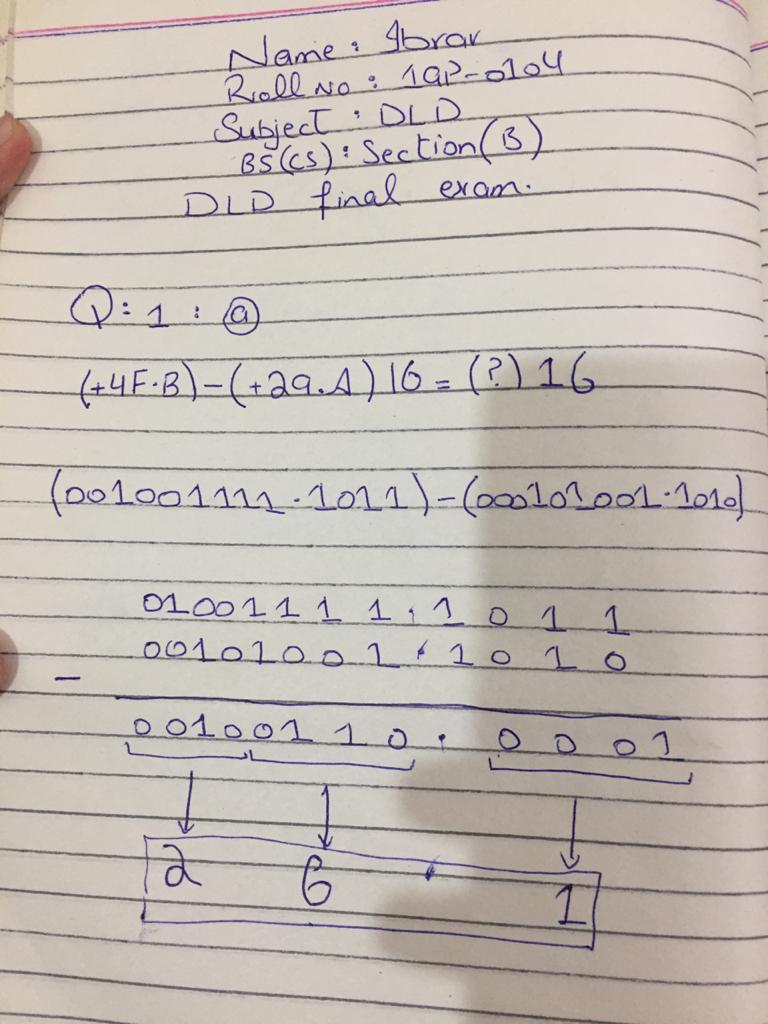 Name : Ibrar
Roll No : 19P-0104
Subject : DLD
BS(CS) : Section(B)
DLD final exam.
Q: 1 : (a)
(+4F.B)-(+29.A)16 = (?)16
(001001111.1011)-(000101001.1010)
01001111.1011
00101001.1010
-
00100110.0001
2 6 . 1